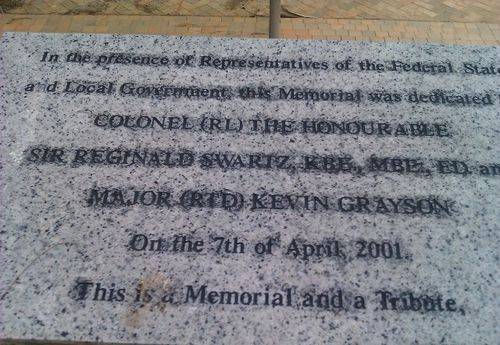 In the presence of Representatives of the Federal State
and Local Government, this Memorial was dedicated
COLONEL (RL) THE HONOURABLE
SIR REGINALD SWARTZ, KBE., MBE., ED. and
MAJOR (RTD) KEVIN GRAYSON
On the 7th of April, 2001.
This is a Memorial and a Tribute,